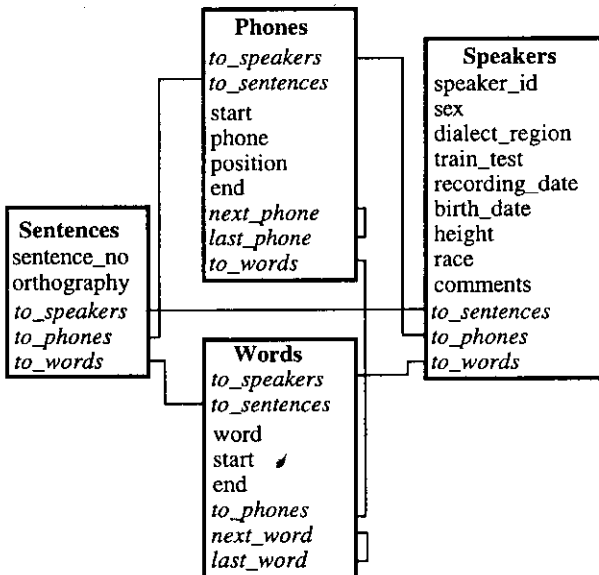 Phones
to_speakers
to_sentences
start
phone
position
end
next_phone
last_phone
to_words
Speakers
speaker_id
sex
dialect_region
train_test
recording_date
birth_date
height
race
comments
to_sentences
to_phones
to_words
Sentences
sentence_no
orthography
to_speakers
to_phones
to_words
Words
to_speakers
to_sentences
word
start
end
to_phones
next_word
last_word